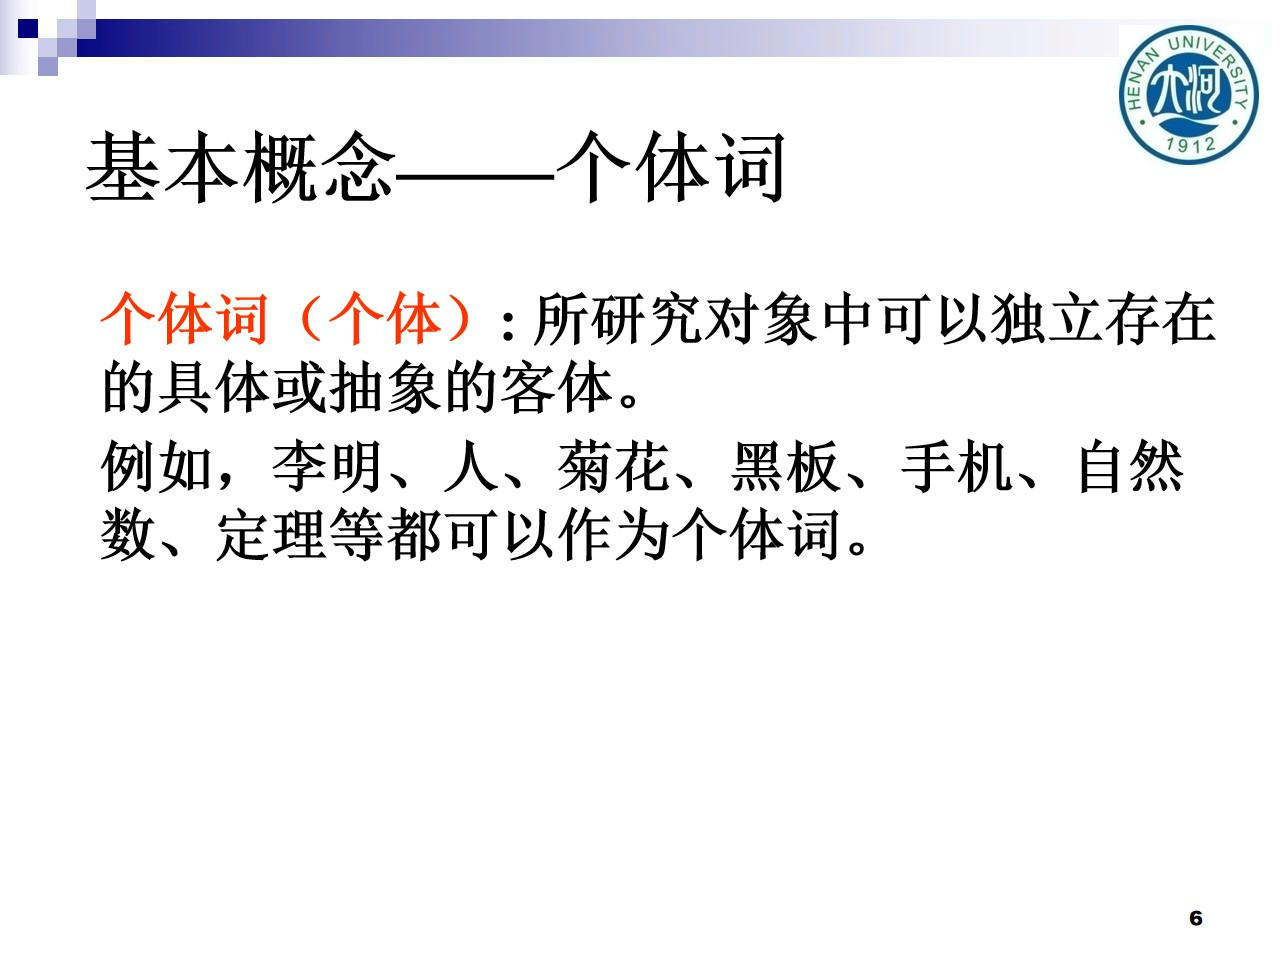 HENAN UNIVERSITY
河大
1912
基本概念——个体词
个体词（个体）: 所研究对象中可以独立存在
的具体或抽象的客体。
例如，李明、人、菊花、黑板、手机、自然
数、定理等都可以作为个体词。
6